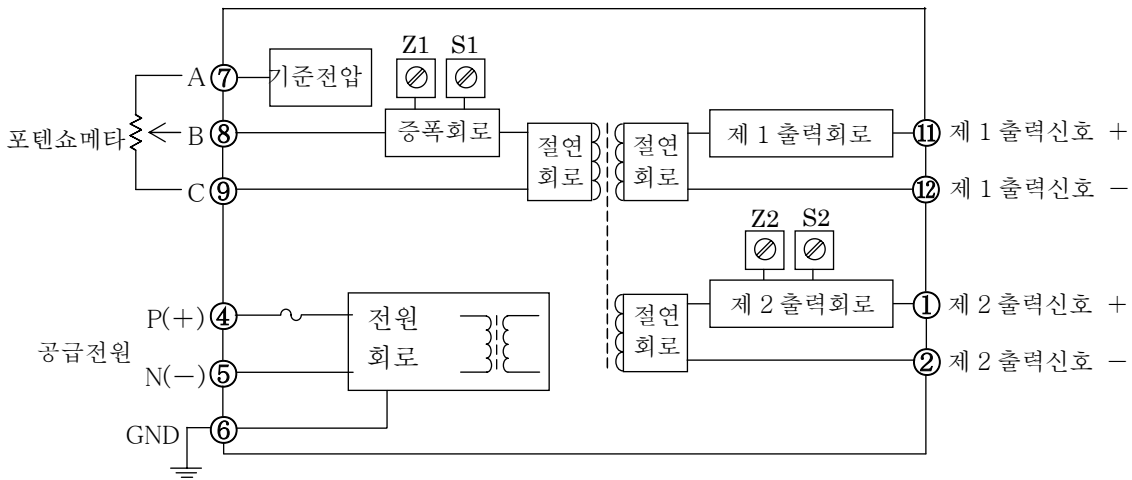 Z1 S1
A ⑦ 기준전압
포텐쇼메타 B ⑧ 증폭회로
C ⑨
절연
회로
절연
회로
제 1 출력회로 ⑪ 제 1 출력신호 +
⑫ 제 1 출력신호 −
Z2 S2
제 2 출력회로 ① 제 2 출력신호 +
절연
회로
② 제 2 출력신호 −
P(+) ④
공급전원
N(−) ⑤
전원
회로
GND ⑥